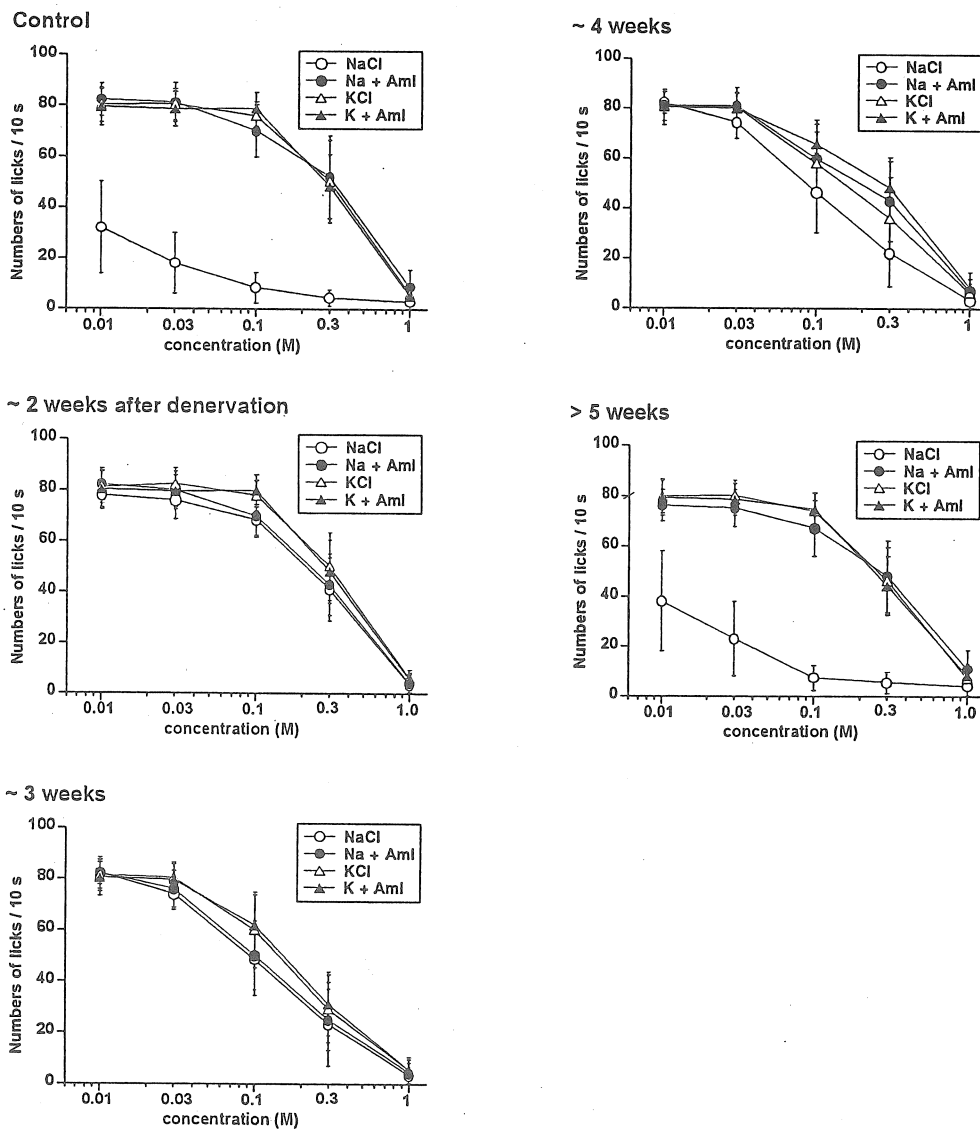 Control
Numbers of licks / 10 s
100
80
60
40
20
0
NaCl
Na + Aml
KCl
K + Aml
0.01 0.03 0.1 0.3 1
concentration (M)
~ 4 weeks
Numbers of licks / 10 s
100
80
60
40
20
0
NaCl
Na + Aml
KCl
K + Aml
0.01 0.03 0.1 0.3 1
concentration (M)
~ 2 weeks after denervation
Numbers of licks / 10 s
100
80
60
40
20
0
NaCl
Na + Aml
KCl
K + Aml
0.01 0.03 0.1 0.3 1.0
concentration (M)
> 5 weeks
Numbers of licks / 10 s
100
80
60
40
20
0
NaCl
Na + Aml
KCl
K + Aml
0.01 0.03 0.1 0.3 1.0
concentration (M)
~ 3 weeks
Numbers of licks / 10 s
100
80
60
40
20
0
NaCl
Na + Aml
KCl
K + Aml
0.01 0.03 0.1 0.3 1
concentration (M)